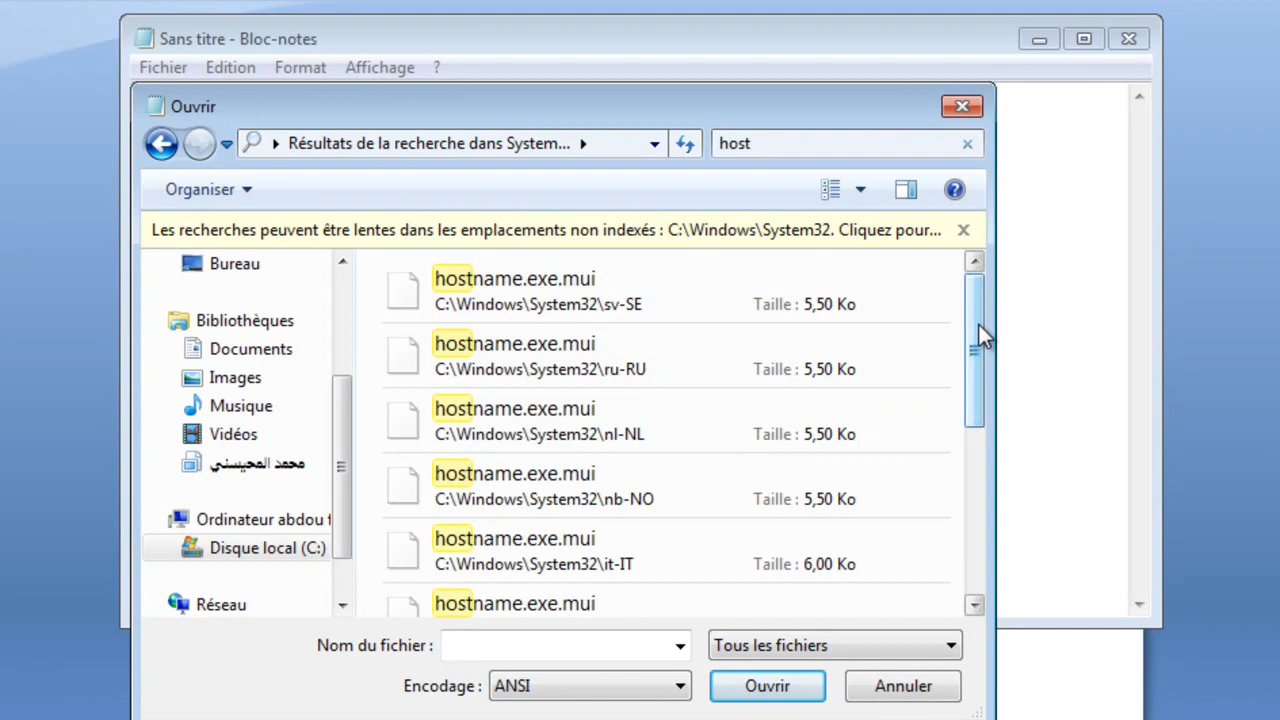 Sans titre - Bloc-notes
Fichier Edition Format Affichage ?
Ouvrir
Résultats de la recherche dans System... host
Organiser
Les recherches peuvent être lentes dans les emplacements non indexés : C:\Windows\System32. Cliquez pour...
Bureau
Bibliothèques
Documents
Images
Musique
Vidéos
محمد المحيسني
Ordinateur abdou f
Disque local (C:)
Réseau
hostname.exe.mui
C:\Windows\System32\sv-SE Taille : 5,50 Ko
hostname.exe.mui
C:\Windows\System32\ru-RU Taille : 5,50 Ko
hostname.exe.mui
C:\Windows\System32\nl-NL Taille : 5,50 Ko
hostname.exe.mui
C:\Windows\System32\nb-NO Taille : 5,50 Ko
hostname.exe.mui
C:\Windows\System32\it-IT Taille : 6,00 Ko
hostname.exe.mui
Nom du fichier : Tous les fichiers
Encodage : ANSI Ouvrir Annuler